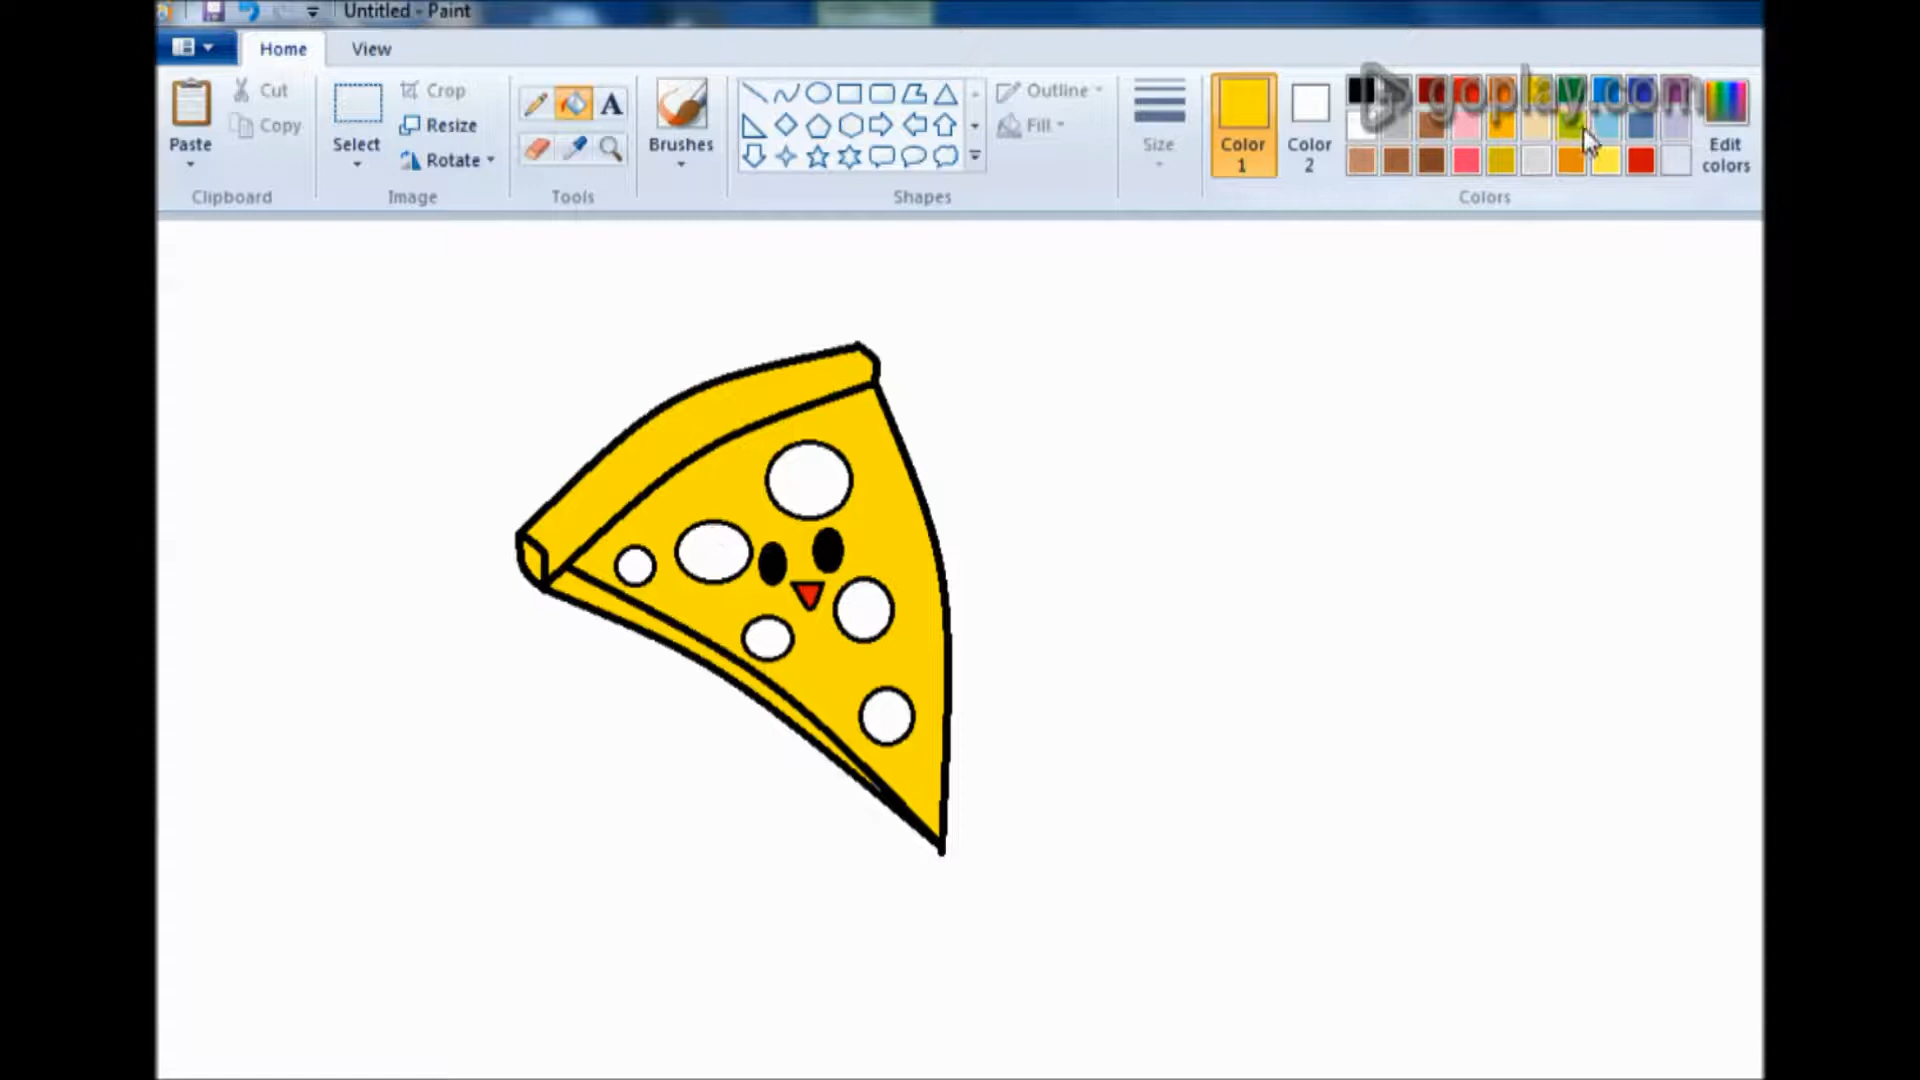 Untitled - Paint
Home View
Paste
Cut
Copy
Clipboard
Select
Crop
Resize
Rotate
Image
A
Tools
Brushes
Shapes
Outline
Fill
Size
Color
1
Color
2
goplay.com
Edit
colors
Colors